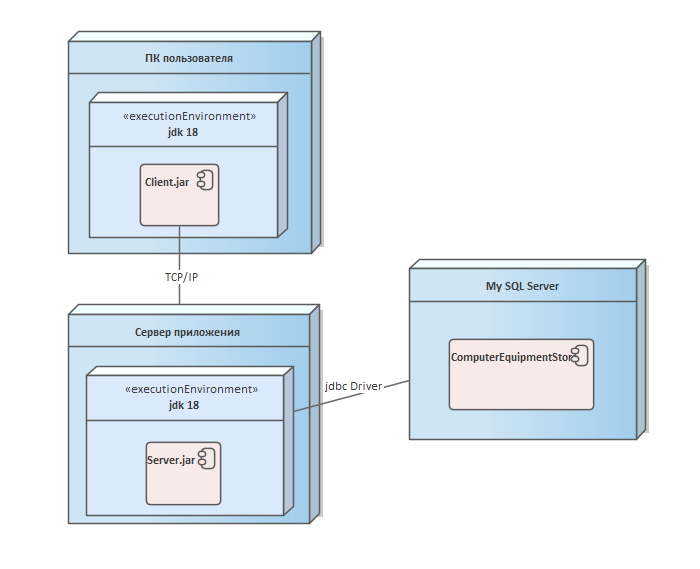 ПК пользователя
«executionEnvironment»
jdk 18
Client.jar
TCP/IP
Сервер приложения
«executionEnvironment»
jdk 18
Server.jar
jdbc Driver
My SQL Server
ComputerEquipmentStor